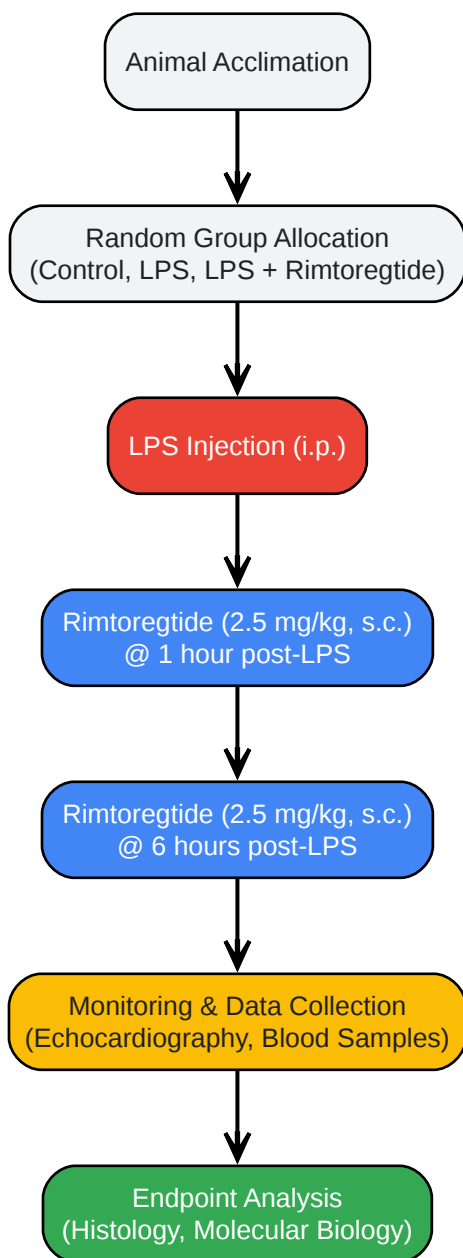 Animal Acclimation
Random Group Allocation
(Control, LPS, LPS + Rimtoregtide)
LPS Injection (i.p.)
Rimtoregtide (2.5 mg/kg, s.c.)
@ 1 hour post-LPS
Rimtoregtide (2.5 mg/kg, s.c.)
@ 6 hours post-LPS
Monitoring & Data Collection
(Echocardiography, Blood Samples)
Endpoint Analysis
(Histology, Molecular Biology)